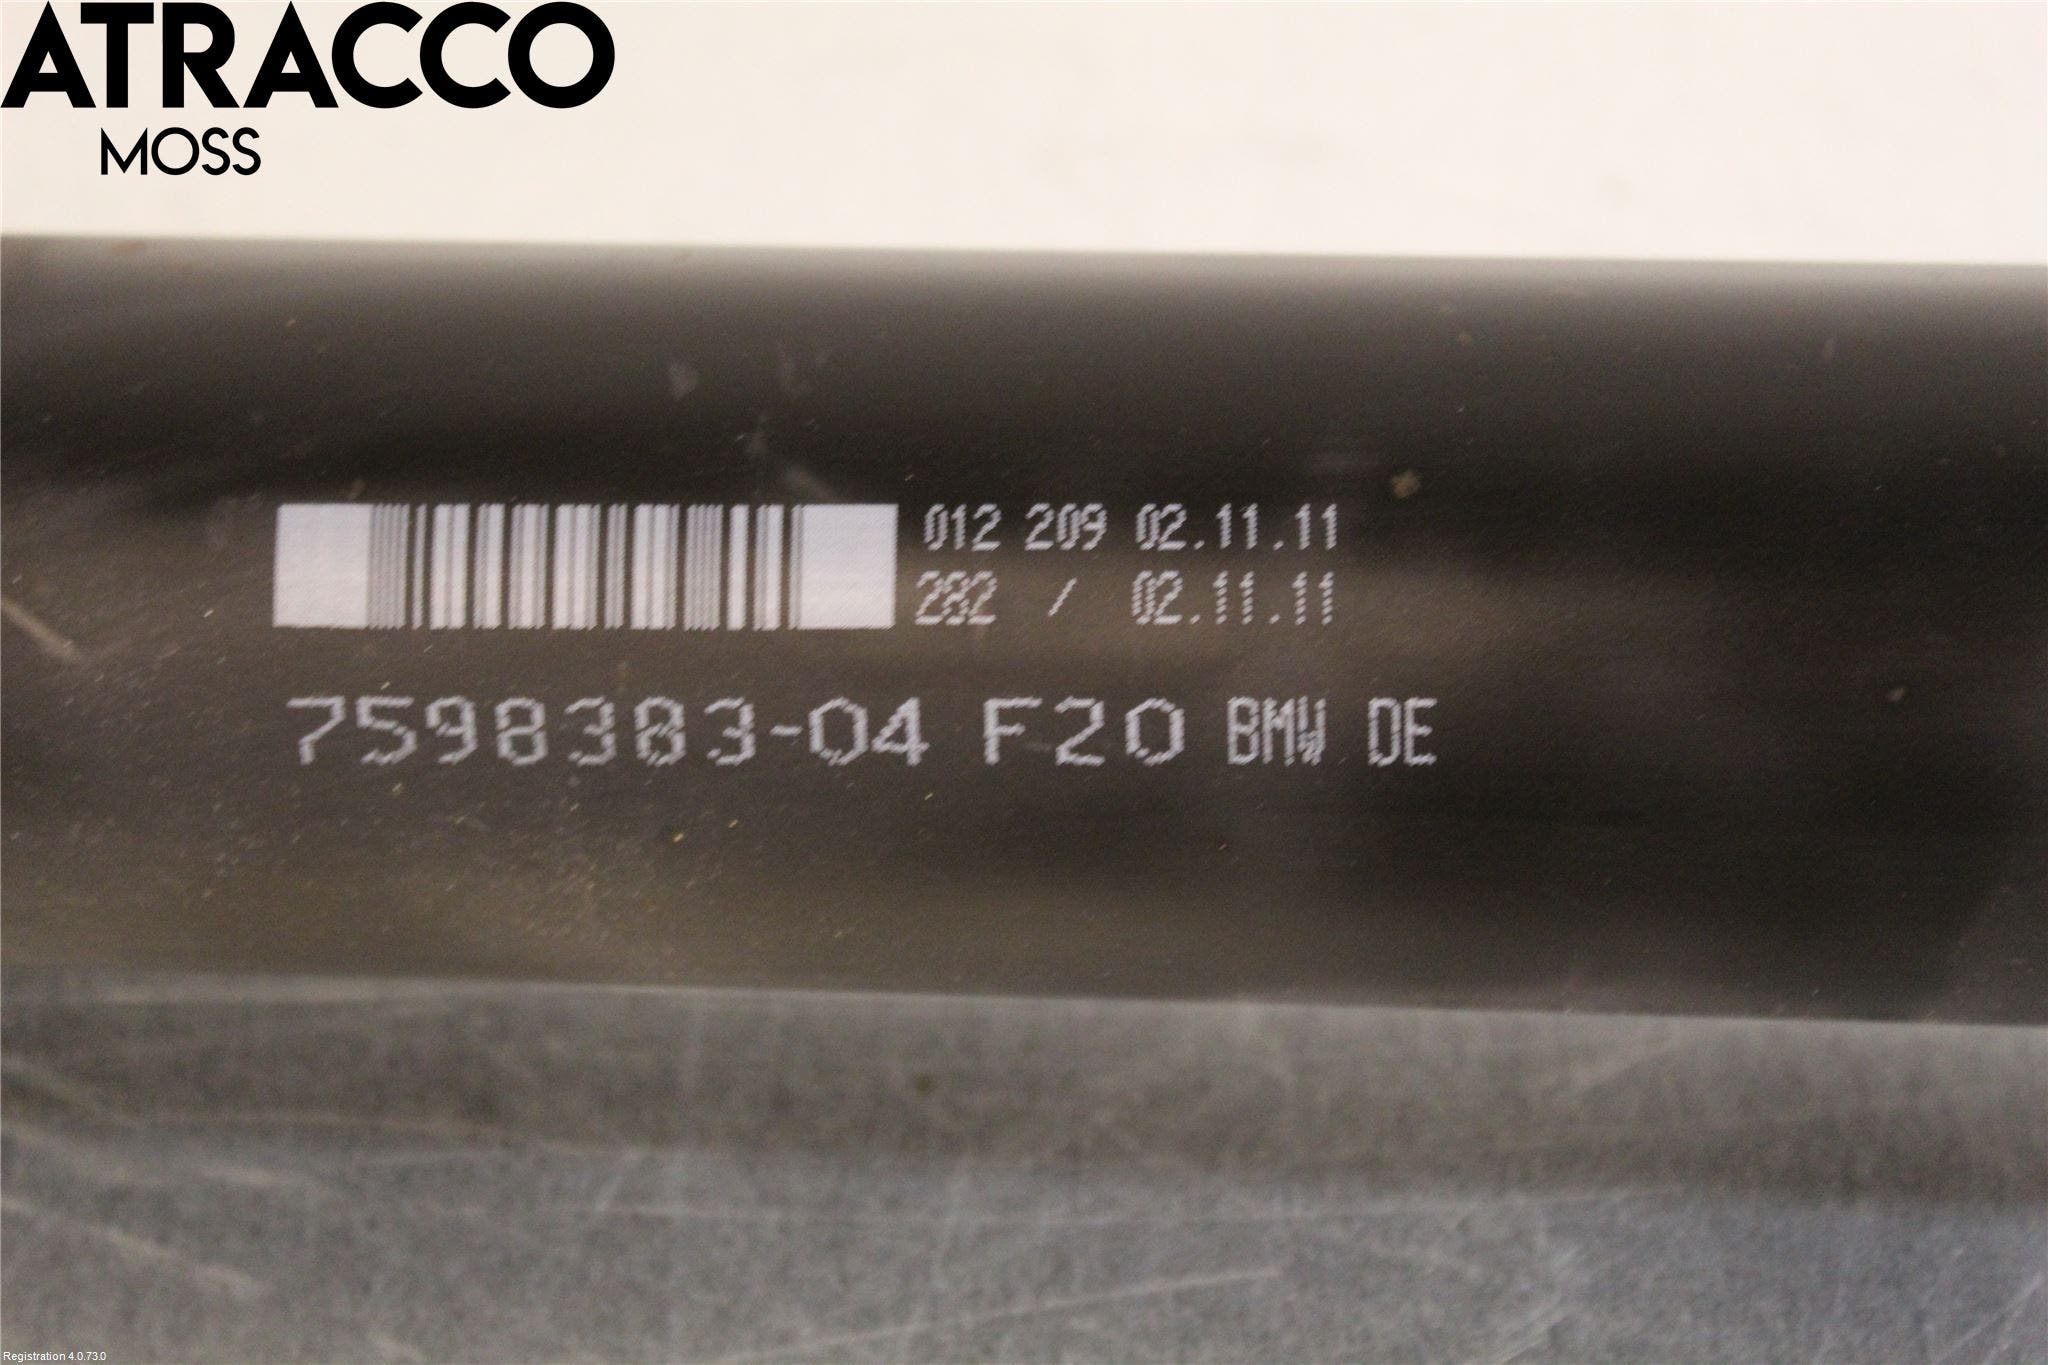 ATRACCO
MOSS
012 209 02.11.11
282 / 02.11.11
7598303-04 F20 BMW DE
Registration 4.0.73.0